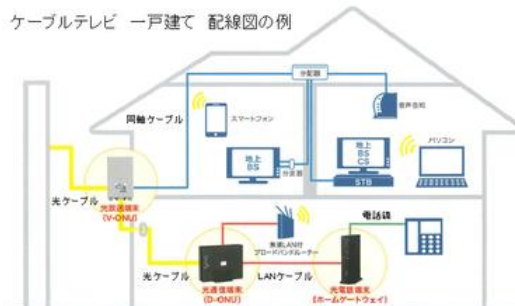 ケーブルテレビ 一戸建て 配線図の例
分配器
同軸ケーブル
スマートフォン
音声告知
パソコン
地上
BS
分波器
地上
BS
CS
STB
光ケーブル
光放送端末
(V-ONU)
電話線
無線LAN付
ブロードバンドルーター
光ケーブル
光通信端末
(D-ONU)
LANケーブル
光電話端末
(ホームゲートウェイ)